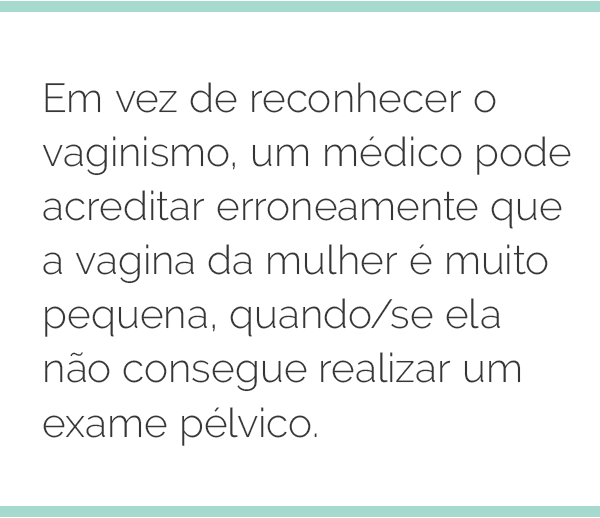 Em vez de reconhecer o
vaginismo, um médico pode
acreditar erroneamente que
a vagina da mulher é muito
pequena, quando/se ela
não consegue realizar um
exame pélvico.